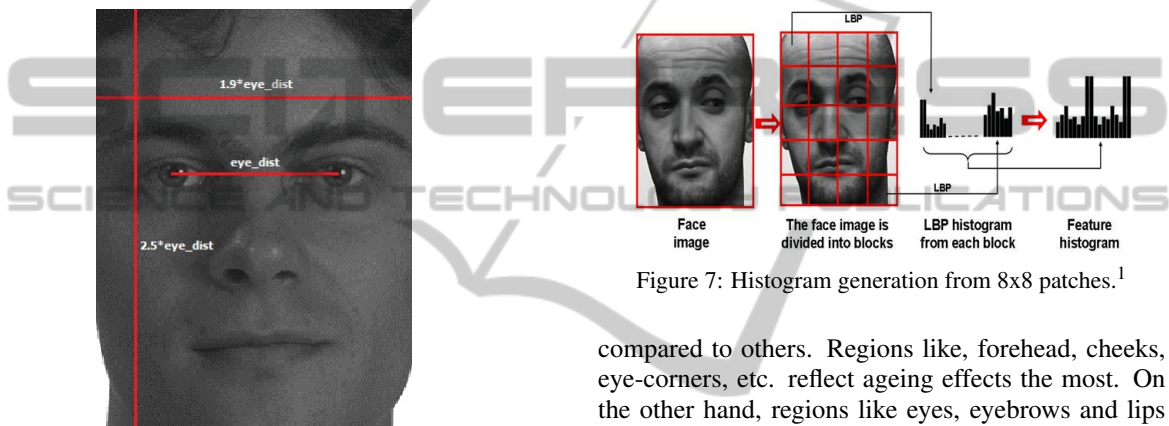 1.9*eye_dist
eye_dist
2.5*eye_dist
SCITEPRESS
SCIENCE AND TECHNOLOGY PUBLICATIONS
LBP
LBP
Face
image
The face image is
divided into blocks
LBP histogram
from each block
Feature
histogram
Figure 7: Histogram generation from 8x8 patches.1
compared to others. Regions like, forehead, cheeks,
eye-corners, etc. reflect ageing effects the most. On
the other hand, regions like eyes, eyebrows and lips